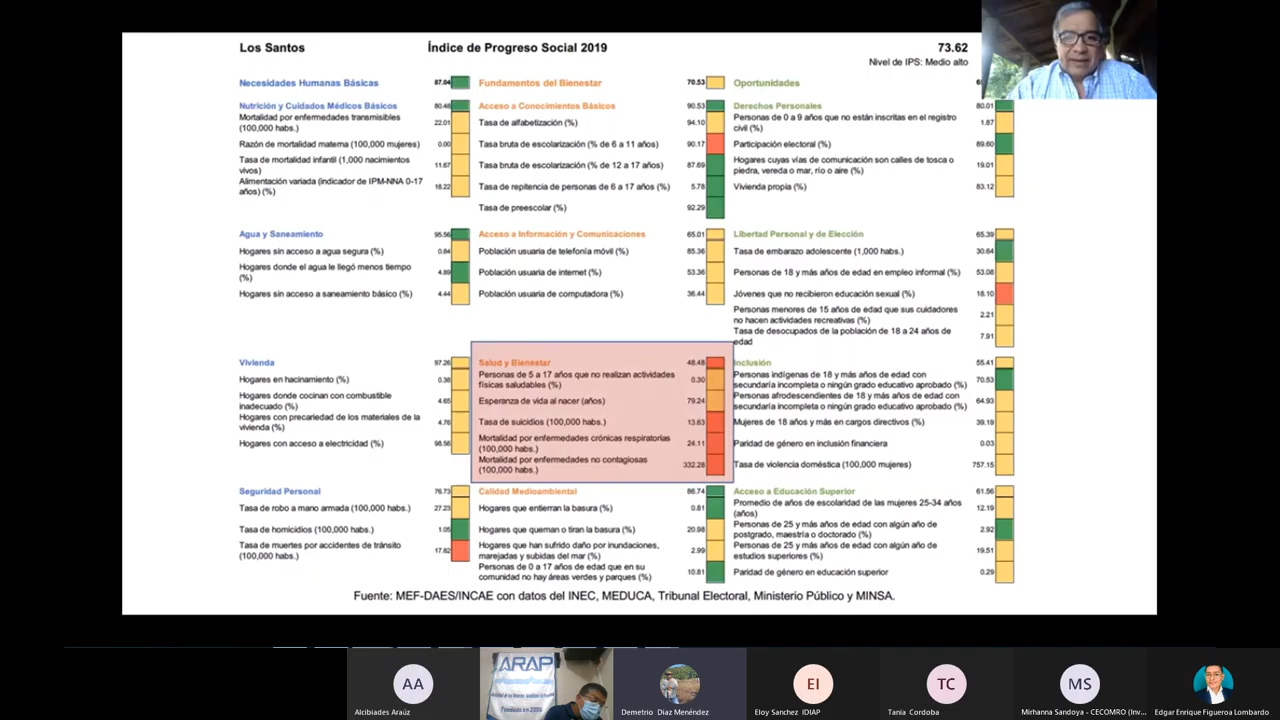 Los Santos
Índice de Progreso Social 2019
73.62
Nivel de IPS: Medio alto
Necesidades Humanas Básicas 87.04
Nutrición y Cuidados Médicos Básicos 80.48
Mortalidad por enfermedades transmisibles
(100,000 habs.) 22.01
Razón de mortalidad materna (100,000 mujeres) 0.00
Tasa de mortalidad infantil (1,000 nacimientos
vivos) 11.67
Alimentación variada (indicador de IPM-NNA 0-17
años) (%) 18.22
Agua y Saneamiento 95.56
Hogares sin acceso a agua segura (%) 0.84
Hogares donde el agua le llegó menos tiempo
(%) 4.89
Hogares sin acceso a saneamiento básico (%) 4.44
Vivienda 97.26
Hogares en hacinamiento (%) 0.36
Hogares donde cocinan con combustible
inadecuado (%) 4.65
Hogares con precariedad de los materiales de la
vivienda (%) 4.76
Hogares con acceso a electricidad (%) 98.56
Seguridad Personal 76.73
Tasa de robo a mano armada (100,000 habs.) 27.23
Tasa de homicidios (100,000 habs.) 1.05
Tasa de muertes por accidentes de tránsito
(100,000 habs.) 17.82
Fundamentos del Bienestar 70.53
Acceso a Conocimientos Básicos 90.53
Tasa de alfabetización (%) 94.10
Tasa bruta de escolarización (% de 6 a 11 años) 90.17
Tasa bruta de escolarización (% de 12 a 17 años) 87.69
Tasa de repitencia de personas de 6 a 17 años (%) 5.78
Tasa de preescolar (%) 92.29
Acceso a Información y Comunicaciones 65.01
Población usuaria de telefonía móvil (%) 85.36
Población usuaria de internet (%) 53.36
Población usuaria de computadora (%) 36.44
Salud y Bienestar 48.48
Personas de 5 a 17 años que no realizan actividades
físicas saludables (%) 0.30
Esperanza de vida al nacer (años) 79.24
Tasa de suicidios (100,000 habs.) 13.63
Mortalidad por enfermedades crónicas respiratorias
(100,000 habs.) 24.11
Mortalidad por enfermedades no contagiosas
(100,000 habs.) 332.28
Calidad Medioambiental 86.74
Hogares que entierran la basura (%) 0.81
Hogares que queman o tiran la basura (%) 20.98
Hogares que han sufrido daño por inundaciones,
marejadas y subidas del mar (%) 2.99
Personas de 0 a 17 años de edad que en su
comunidad no hay áreas verdes y parques (%) 10.81
Oportunidades
Derechos Personales 80.01
Personas de 0 a 9 años que no están inscritas en el registro
civil (%) 1.87
Participación electoral (%) 89.60
Hogares cuyas vías de comunicación son calles de tosca o
piedra, vereda o mar, río o aire (%) 19.01
Vivienda propia (%) 83.12
Libertad Personal y de Elección 65.39
Tasa de embarazo adolescente (1,000 habs.) 30.64
Personas de 18 y más años de edad en empleo informal (%) 53.08
Jóvenes que no recibieron educación sexual (%) 18.10
Personas menores de 15 años de edad que sus cuidadores
no hacen actividades recreativas (%) 2.21
Tasa de desocupados de la población de 18 a 24 años de
edad 7.91
Inclusión 55.41
Personas indígenas de 18 y más años de edad con
secundaría incompleta o ningún grado educativo aprobado (%) 70.53
Personas afrodescendientes de 18 y más años de edad con
secundaría incompleta o ningún grado educativo aprobado (%) 64.93
Mujeres de 18 años y más en cargos directivos (%) 39.19
Paridad de género en inclusión financiera 0.03
Tasa de violencia doméstica (100,000 mujeres) 757.15
Acceso a Educación Superior 61.56
Promedio de años de escolaridad de las mujeres 25-34 años
(años) 12.19
Personas de 25 y más años de edad con algún año de
postgrado, maestría o doctorado (%) 2.92
Personas de 25 y más años de edad con algún año de
estudios superiores (%) 19.51
Paridad de género en educación superior 0.29
Fuente: MEF-DAES/INCAE con datos del INEC, MEDUCA, Tribunal Electoral, Ministerio Público y MINSA.
AA
Alcibiades Araúz
ARAP
Fundada en 2006
Demetrio Diaz Menéndez
EI
Eloy Sanchez IDIAP
TC
Tania Cordoba
MS
Mirhanna Sandoya - CECOMRO (Inv...
Edgar Enrique Figueroa Lombardo